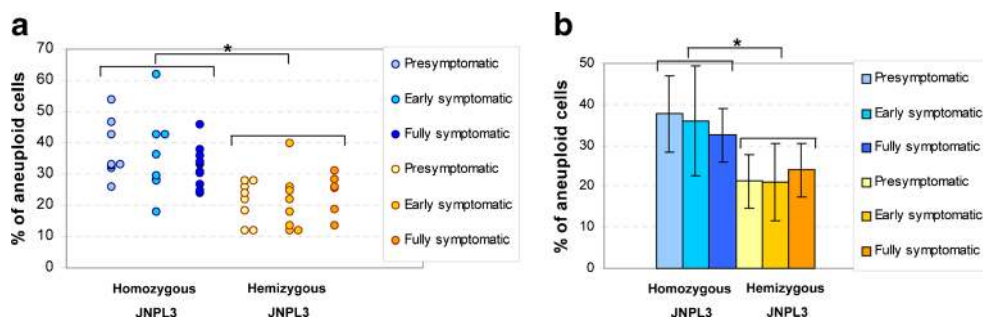 a
% of aneuploid cells
70
60
50
40
30
20
10
0
*
Homozygous
JNPL3
Hemizygous
JNPL3
Presymptomatic
Early symptomatic
Fully symptomatic
Presymptomatic
Early symptomatic
Fully symptomatic
b
% of aneuploid cells
50
40
30
20
10
0
*
Homozygous
JNPL3
Hemizygous
JNPL3
Presymptomatic
Early symptomatic
Fully symptomatic
Presymptomatic
Early symptomatic
Fully symptomatic